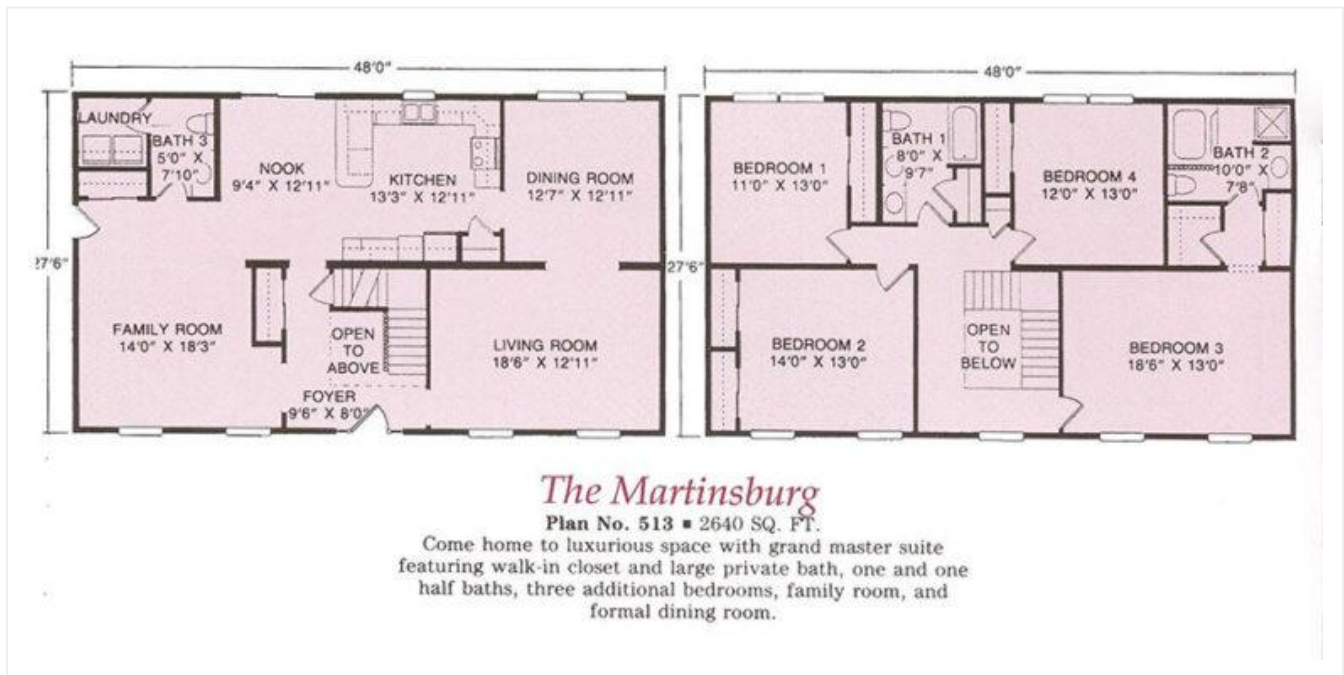 48'0"
48'0"
LAUNDRY
BATH 3
5'0" X
7'10"
NOOK
9'4" X 12'11"
KITCHEN
13'3" X 12'11"
DINING ROOM
12'7" X 12'11"
BEDROOM 1
11'0" X 13'0"
BATH 1
8'0" X
9'7"
BEDROOM 4
12'0" X 13'0"
BATH 2
10'0" X
7'8"
27'6"
27'6"
FAMILY ROOM
14'0" X 18'3"
OPEN
TO
ABOVE
FOYER
9'6" X 8'0"
LIVING ROOM
18'6" X 12'11"
BEDROOM 2
14'0" X 13'0"
OPEN
TO
BELOW
BEDROOM 3
18'6" X 13'0"
The Martinsburg
Plan No. 513 ■ 2640 SQ. FT.
Come home to luxurious space with grand master suite
featuring walk-in closet and large private bath, one and one
half baths, three additional bedrooms, family room, and
formal dining room.